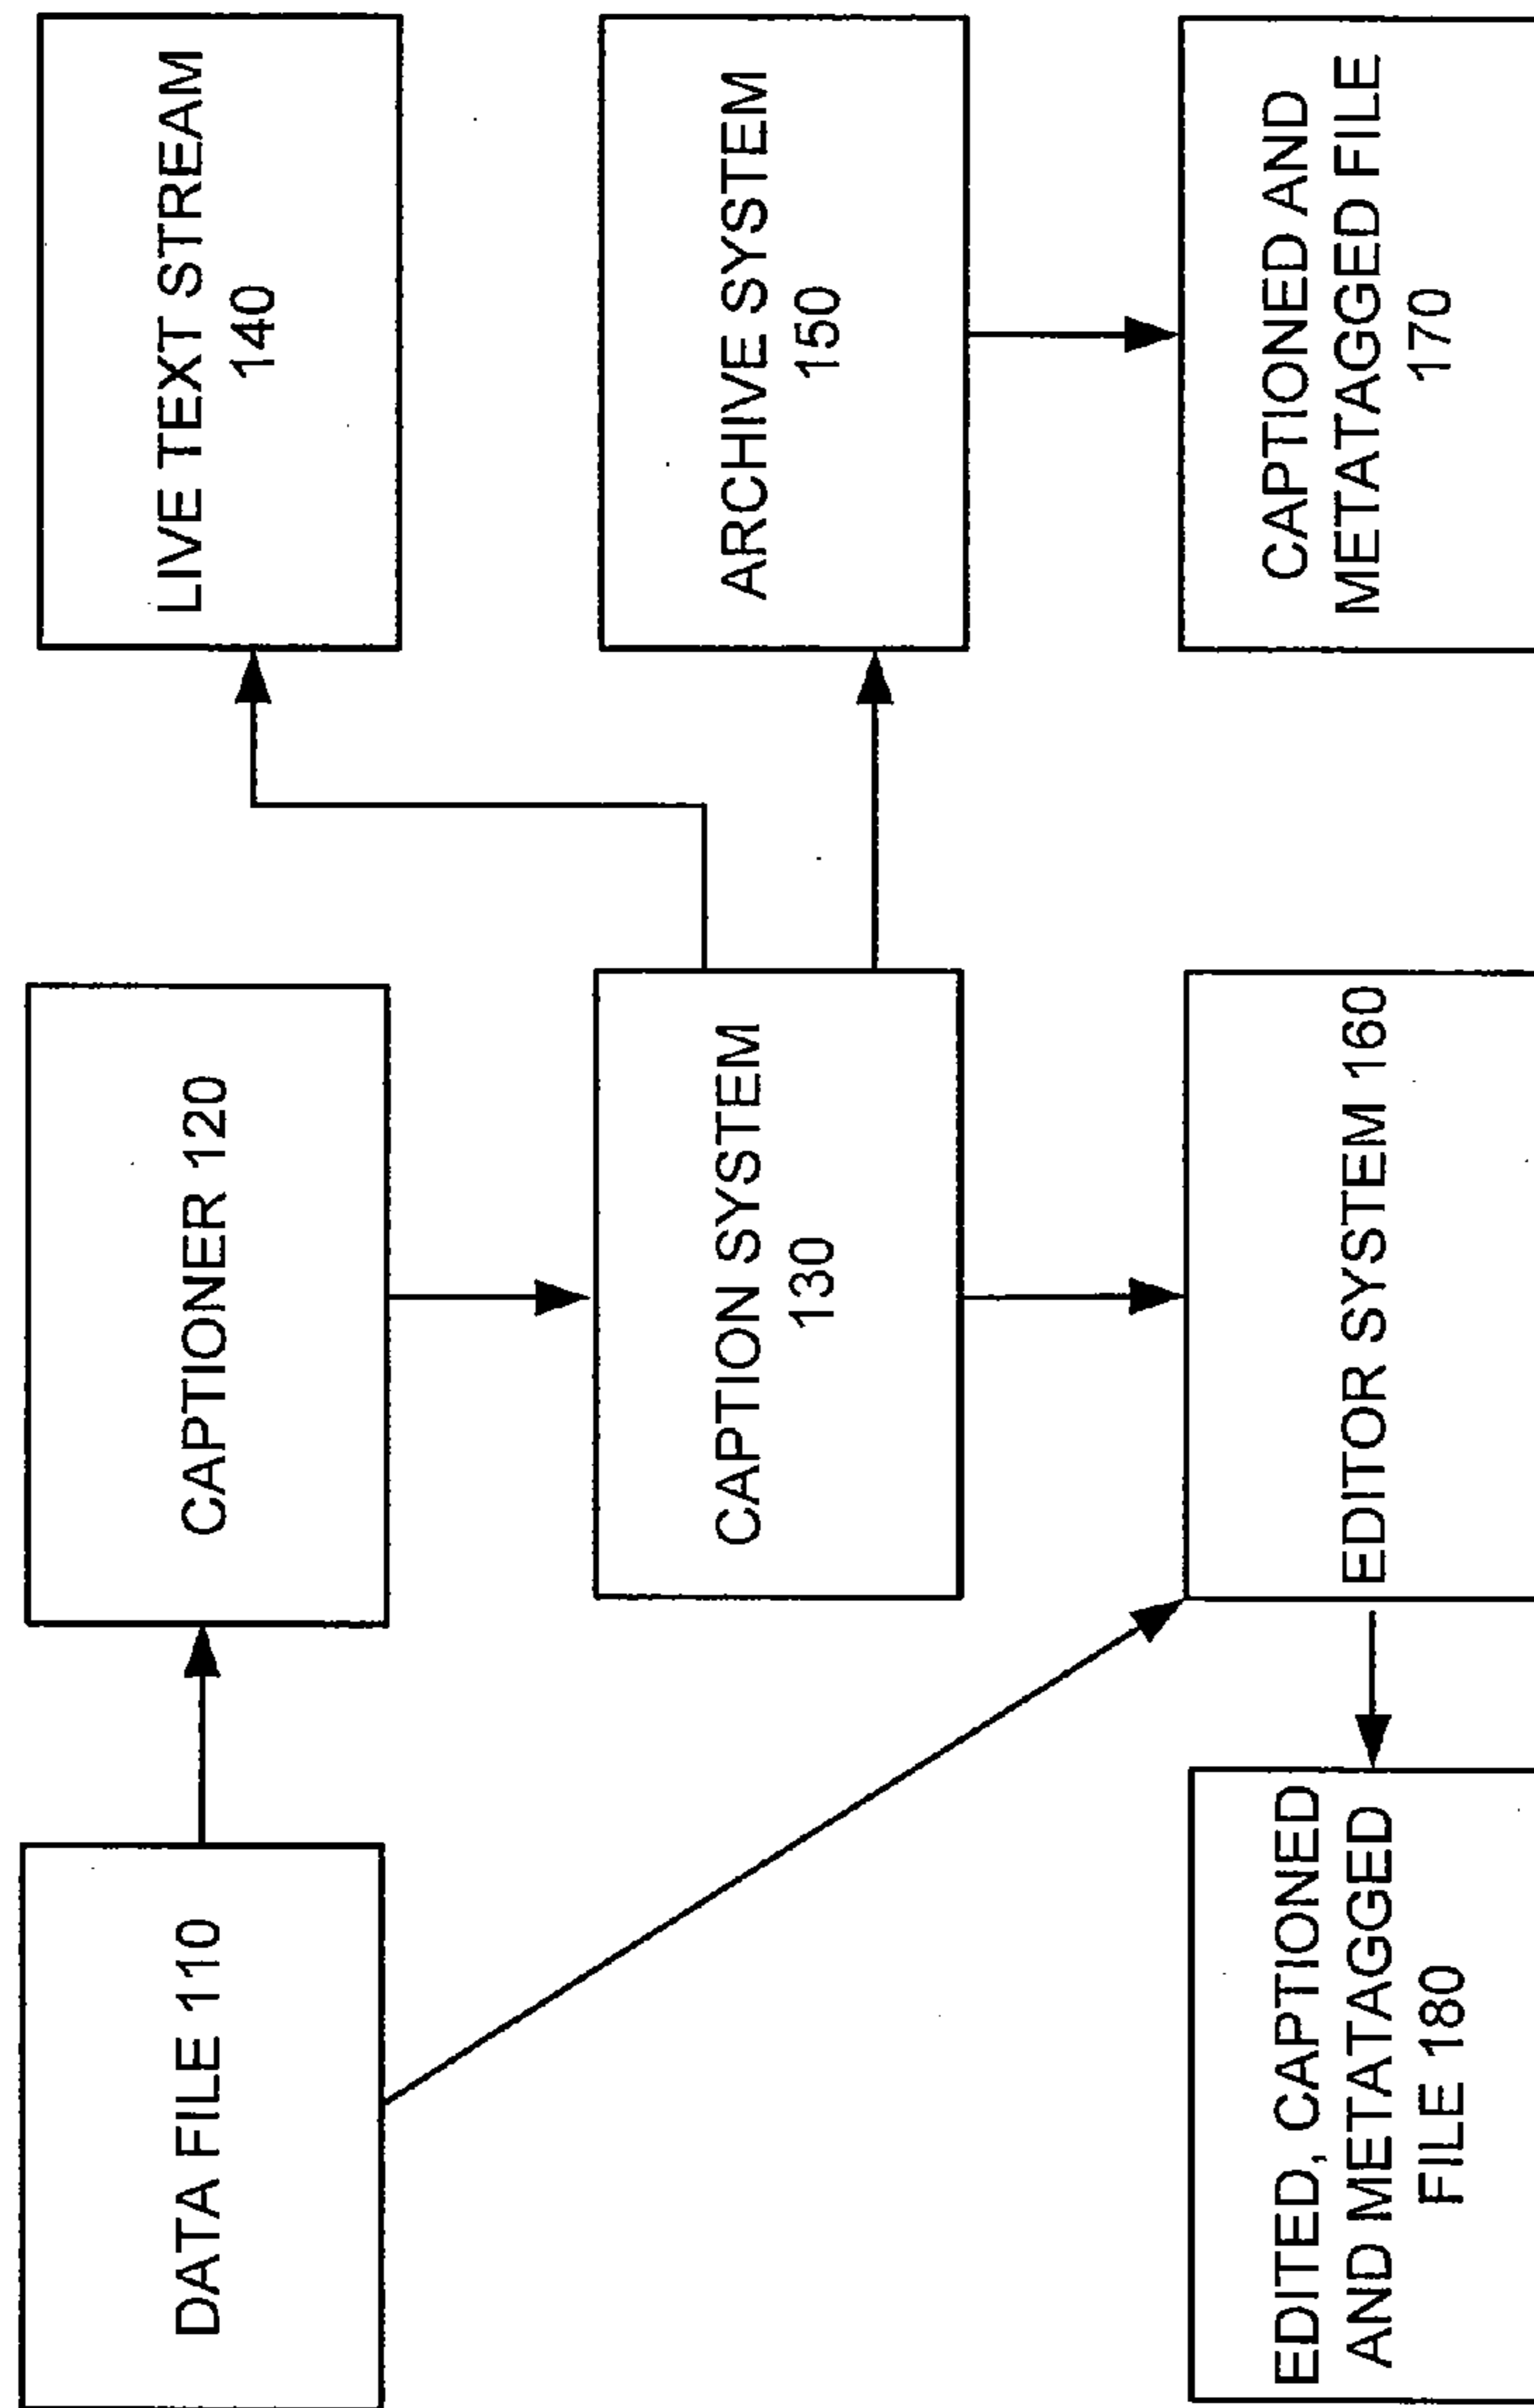 DATA FILE 110
CAPTIONER 120
LIVE TEXT STREAM
140
CAPTION SYSTEM
130
ARCHIVE SYSTEM
150
EDITED, CAPTIONED
AND METATAGGED
FILE 180
EDITOR SYSTEM 160
CAPTIONED AND
METATAGGED FILE
170